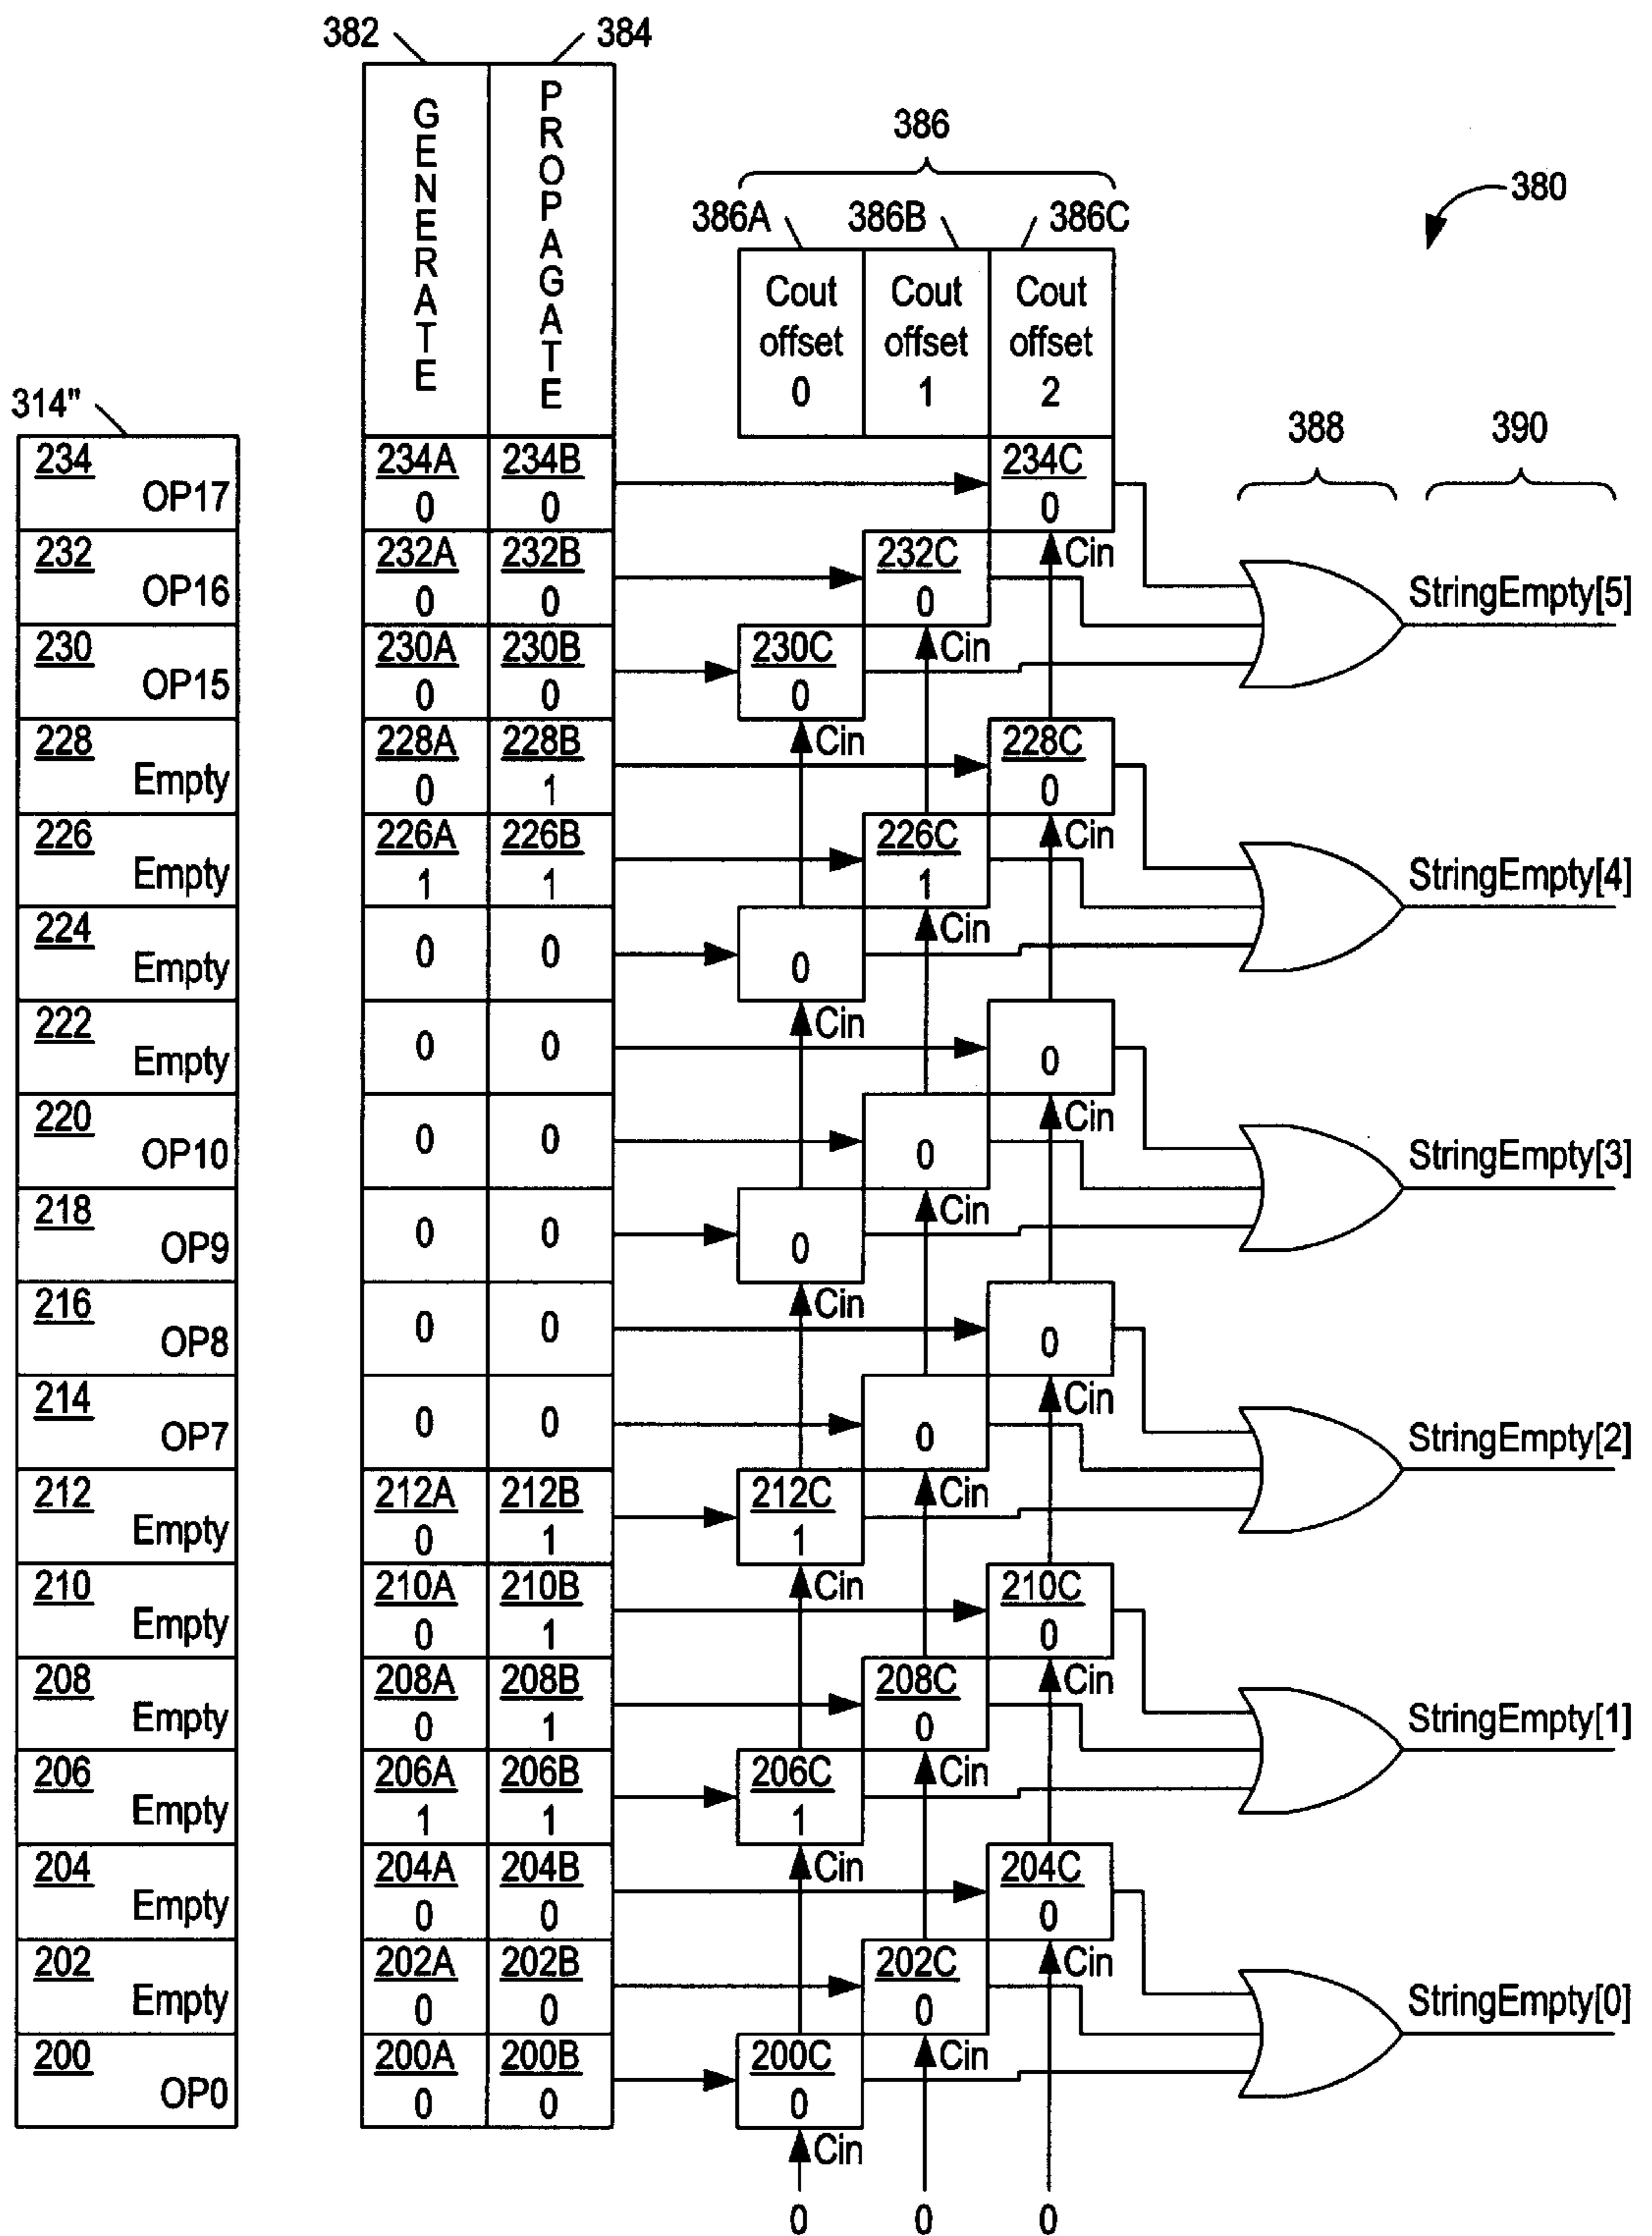 382
384
GENERATE
PROPAGATE
386
386A
386B
386C
380
Cout offset 0
Cout offset 1
Cout offset 2
314"
388
390
234 OP17
234A 0
234B 0
234C 0
Cin
232 OP16
232A 0
232B 0
232C 0
StringEmpty[5]
Cin
230 OP15
230A 0
230B 0
230C 0
Cin
228 Empty
228A 0
228B 1
228C 0
Cin
226 Empty
226A 1
226B 1
226C 1
StringEmpty[4]
Cin
224 Empty
0
0
0
Cin
222 Empty
0
0
0
Cin
220 OP10
0
0
0
StringEmpty[3]
Cin
218 OP9
0
0
0
Cin
216 OP8
0
0
0
Cin
214 OP7
0
0
0
StringEmpty[2]
Cin
212 Empty
212A 0
212B 1
212C 1
Cin
210 Empty
210A 0
210B 1
210C 0
Cin
208 Empty
208A 0
208B 1
208C 0
StringEmpty[1]
Cin
206 Empty
206A 1
206B 1
206C 1
Cin
204 Empty
204A 0
204B 0
204C 0
Cin
202 Empty
202A 0
202B 0
202C 0
StringEmpty[0]
Cin
200 OP0
200A 0
200B 0
200C 0
Cin
0 0 0